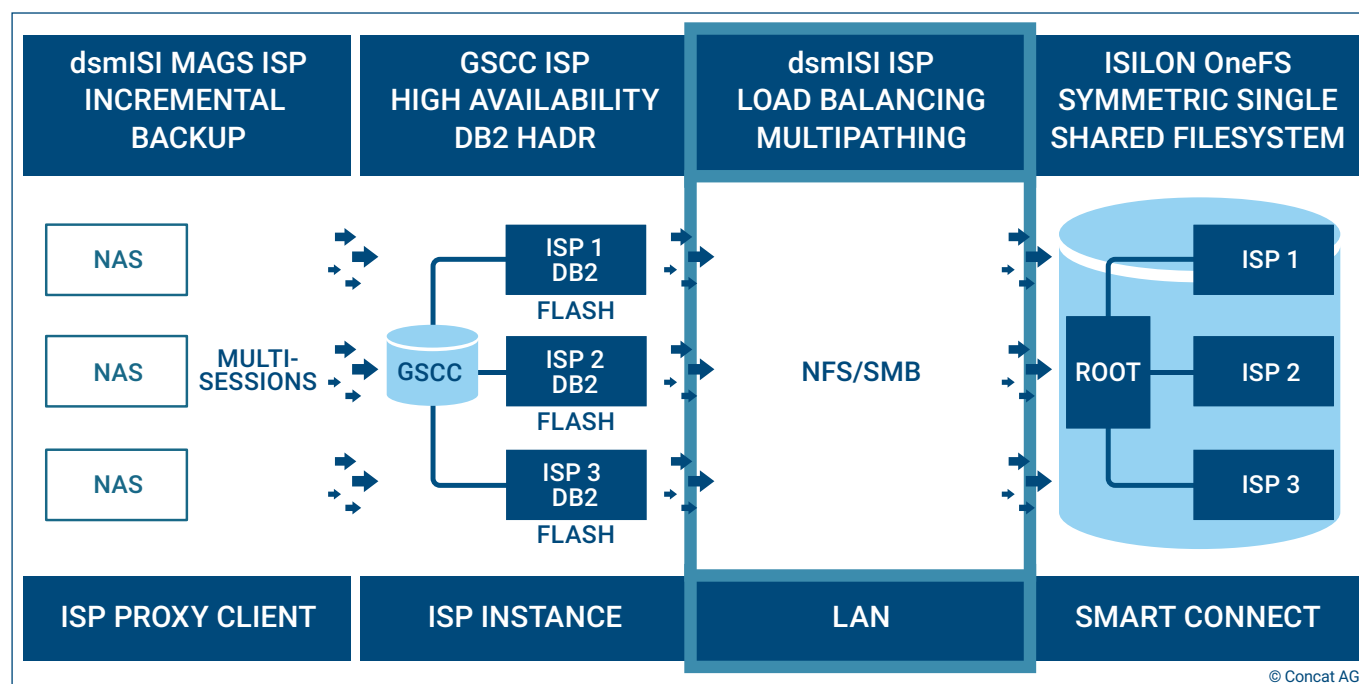 dsmISI MAGS ISP
INCREMENTAL
BACKUP
GSCC ISP
HIGH AVAILABILITY
DB2 HADR
dsmISI ISP
LOAD BALANCING
MULTIPATHING
ISILON OneFS
SYMMETRIC SINGLE
SHARED FILESYSTEM
NAS
NAS
NAS
MULTI-
SESSIONS
GSCC
ISP 1
DB2
FLASH
ISP 2
DB2
FLASH
ISP 3
DB2
FLASH
NFS/SMB
ROOT
ISP 1
ISP 2
ISP 3
ISP PROXY CLIENT
ISP INSTANCE
LAN
SMART CONNECT
© Concat AG